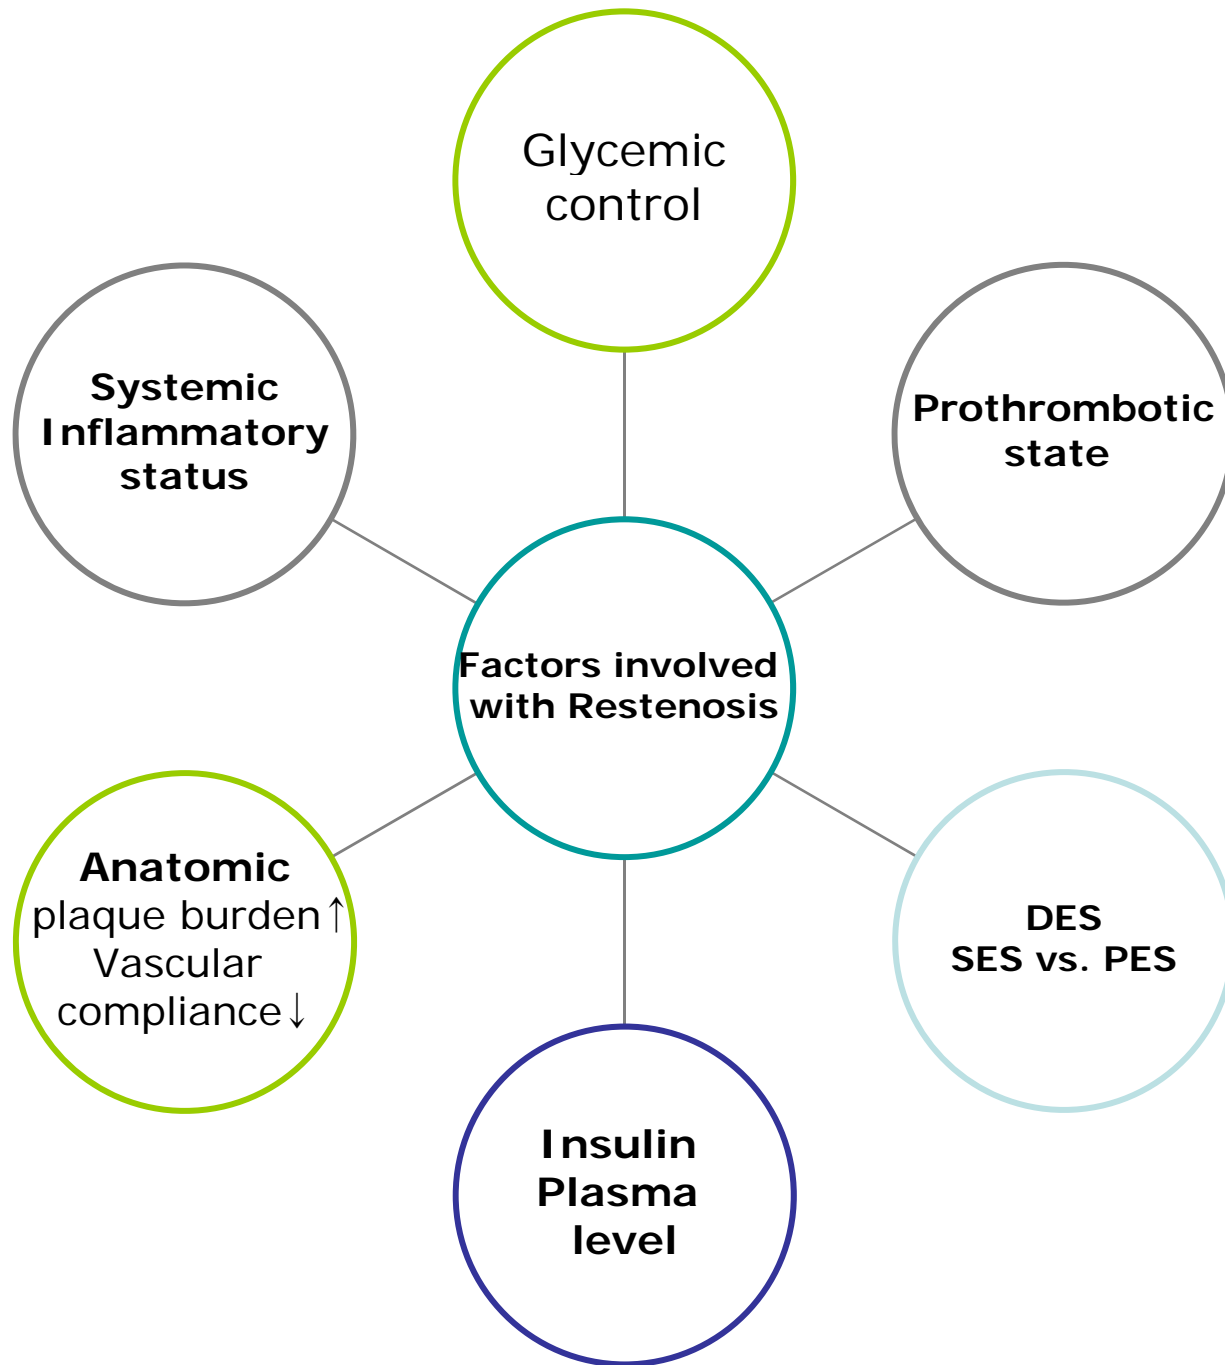 Glycemic
control
Systemic
Inflammatory
status
Prothrombotic
state
Factors involved
with Restenosis
Anatomic
plaque burden↑
Vascular
compliance↓
DES
SES vs. PES
Insulin
Plasma
level